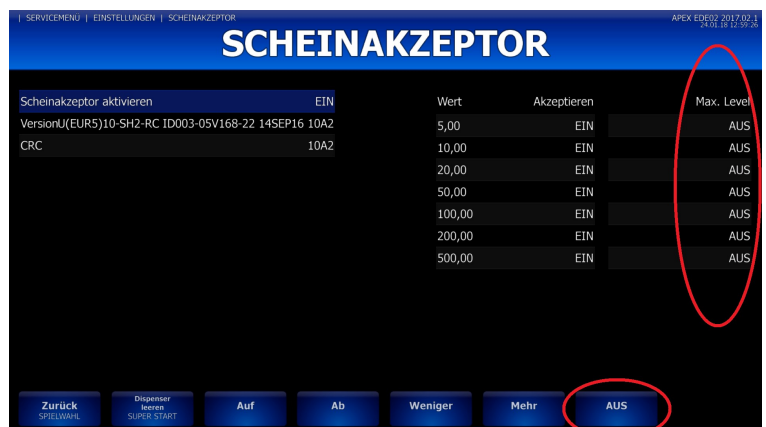 | SERVICEMENÜ | EINSTELLUNGEN | SCHEINAKZEPTOR
APEX EDE02 2017.02.1
24.01.18 12:59:26
SCHEINAKZEPTOR
Scheinakzeptor aktivieren EIN
VersionU(EUR5)10-SH2-RC ID003-05V168-22 14SEP16 10A2
CRC 10A2
Wert Akzeptieren Max. Level
5,00 EIN AUS
10,00 EIN AUS
20,00 EIN AUS
50,00 EIN AUS
100,00 EIN AUS
200,00 EIN AUS
500,00 EIN AUS
Zurück
SPIELWAHL
Dispenser
leeren
SUPER START
Auf
Ab
Weniger
Mehr
AUS